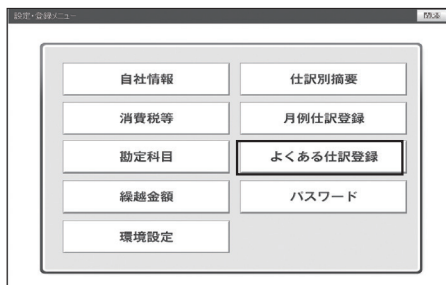 設定・登録メニュー
閉じる
自社情報
仕訳別摘要
消費税等
月例仕訳登録
勘定科目
よくある仕訳登録
繰越金額
パスワード
環境設定